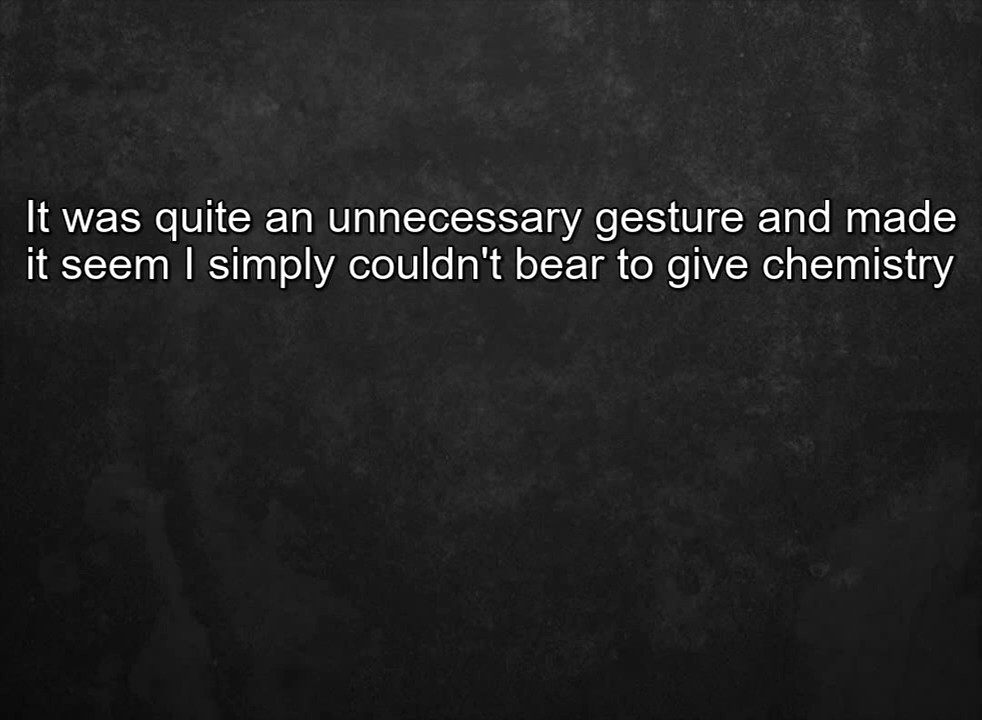 It was quite an unnecessary gesture and made
it seem I simply couldn't bear to give chemistry